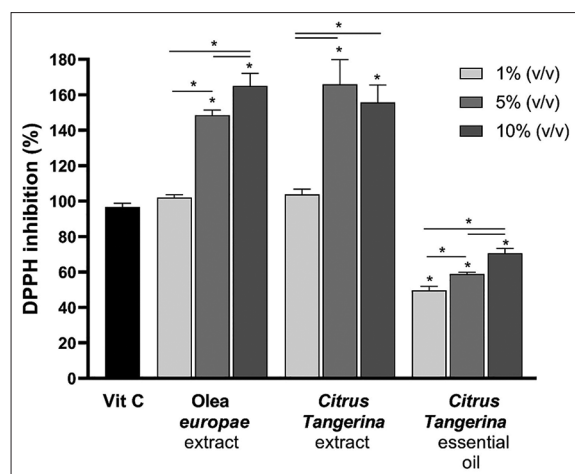 DPPH inhibition (%)
180
160
140
120
100
80
60
40
20
0
* * * * *
* * * *
* * *
* * *
1% (v/v)
5% (v/v)
10% (v/v)
Vit C
Olea
europae
extract
Citrus
Tangerina
extract
Citrus
Tangerina
essential
oil